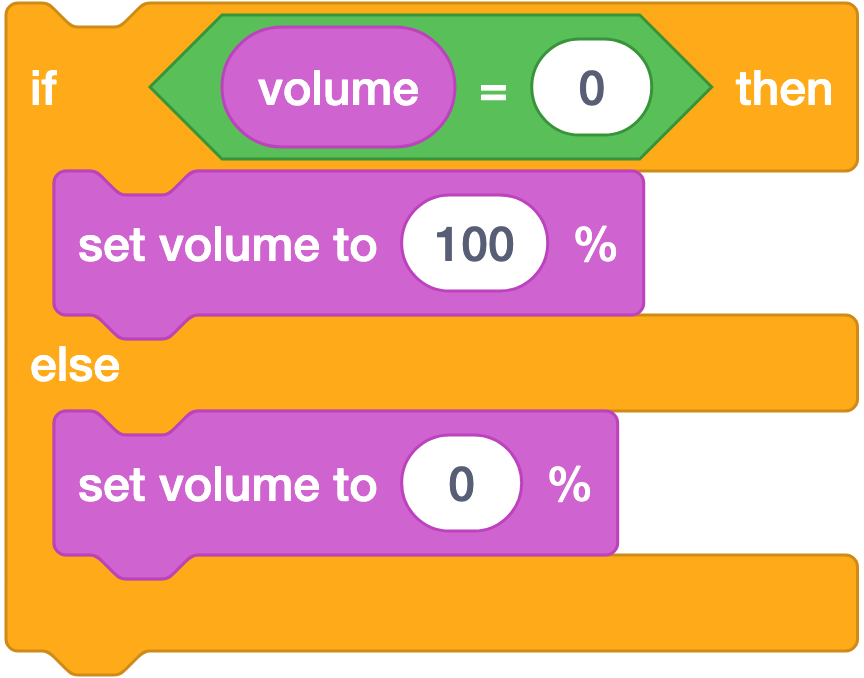 if volume = 0 then
set volume to 100 %
else
set volume to 0 %